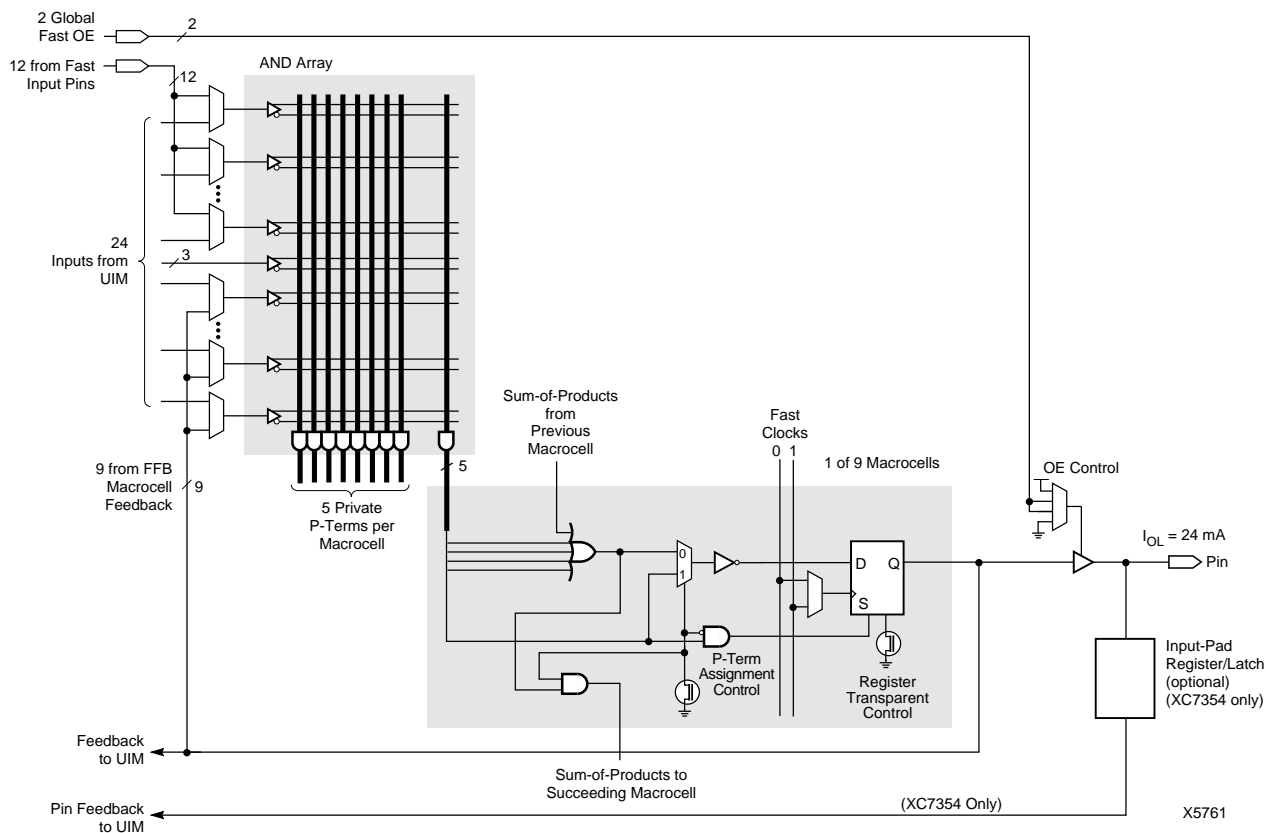 2 Global
Fast OE
2
12 from Fast
Input Pins
12
AND Array
24
Inputs from
UIM
3
9 from FFB
Macrocell
Feedback
9
5 Private
P-Terms per
Macrocell
5
Sum-of-Products
from
Previous
Macrocell
Fast
Clocks
0 1
1 of 9 Macrocells
OE Control
I_OL = 24 mA
Pin
0
1
D Q
S
P-Term
Assignment
Control
Register
Transparent
Control
Input-Pad
Register/Latch
(optional)
(XC7354 only)
Feedback
to UIM
Sum-of-Products to
Succeeding Macrocell
Pin Feedback
to UIM
(XC7354 Only)
X5761